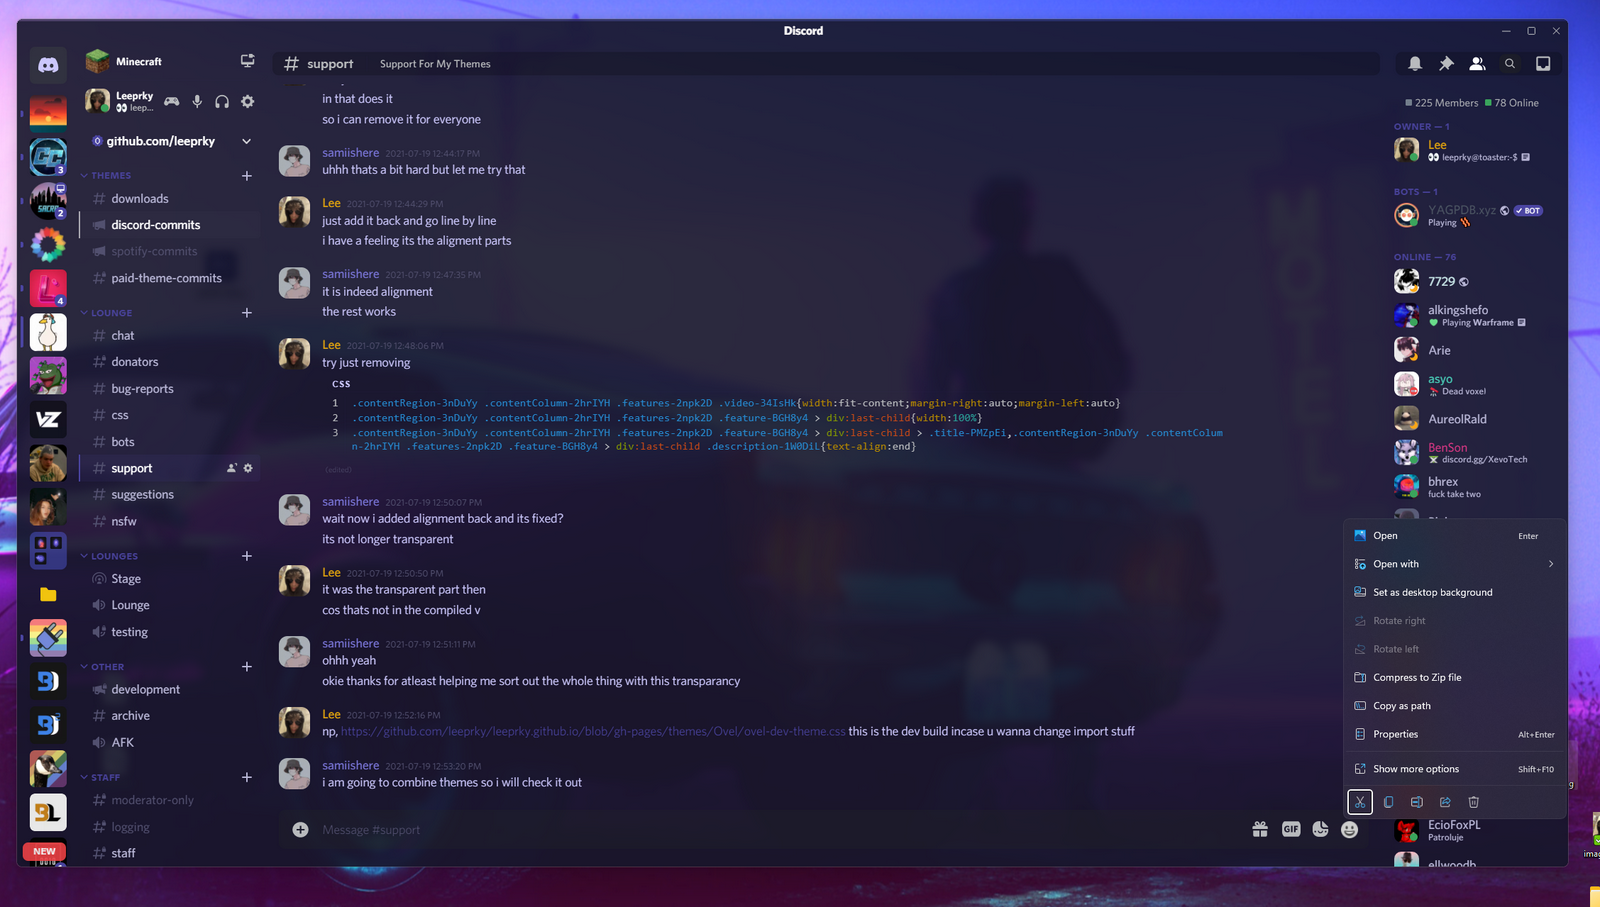 Discord
Minecraft
Leeprky
leep...
github.com/leeprky
THEMES
downloads
discord-commits
spotify-commits
paid-theme-commits
LOUNGE
chat
donators
bug-reports
css
bots
support
suggestions
nsfw
LOUNGES
Stage
Lounge
testing
OTHER
development
archive
AFK
STAFF
moderator-only
logging
staff
3
2
4
NEW
# support Support For My Themes
in that does it
so i can remove it for everyone
samiishere 2021-07-19 12:44:17 PM
uhhh thats a bit hard but let me try that
Lee 2021-07-19 12:44:29 PM
just add it back and go line by line
i have a feeling its the aligment parts
samiishere 2021-07-19 12:47:35 PM
it is indeed alignment
the rest works
Lee 2021-07-19 12:48:06 PM
try just removing
CSS
1 .contentRegion-3nDuYy .contentColumn-2hrIYH .features-2npk2D .video-34IsHk{width:fit-content;margin-right:auto;margin-left:auto}
2 .contentRegion-3nDuYy .contentColumn-2hrIYH .features-2npk2D .feature-BGH8y4 > div:last-child{width:100%}
3 .contentRegion-3nDuYy .contentColumn-2hrIYH .features-2npk2D .feature-BGH8y4 > div:last-child > .title-PMZpEi,.contentRegion-3nDuYy .contentColum
n-2hrIYH .features-2npk2D .feature-BGH8y4 > div:last-child .description-1W0DiL{text-align:end}
(edited)
samiishere 2021-07-19 12:50:07 PM
wait now i added alignment back and its fixed?
its not longer transparent
Lee 2021-07-19 12:50:50 PM
it was the transparent part then
cos thats not in the compiled v
samiishere 2021-07-19 12:51:11 PM
ohhh yeah
okie thanks for atleast helping me sort out the whole thing with this transparancy
Lee 2021-07-19 12:52:16 PM
np, https://github.com/leeprky/leeprky.github.io/blob/gh-pages/themes/Ovel/ovel-dev-theme.css this is the dev build incase u wanna change import stuff
samiishere 2021-07-19 12:53:20 PM
i am going to combine themes so i will check it out
Message #support
GIF
225 Members 78 Online
OWNER — 1
Lee
leeprky@toaster:~$
BOTS — 1
YAGPDB.xyz BOT
Playing
ONLINE — 76
7729
alkingshefo
Playing Warframe
Arie
asyo
Dead voxel
AureolRald
BenSon
discord.gg/XevoTech
bhrex
fuck take two
Open Enter
Open with
Set as desktop background
Rotate right
Rotate left
Compress to Zip file
Copy as path
Properties Alt+Enter
Show more options Shift+F10
EcioFoxPL
Patroluje
ellwoodh
MOTEL